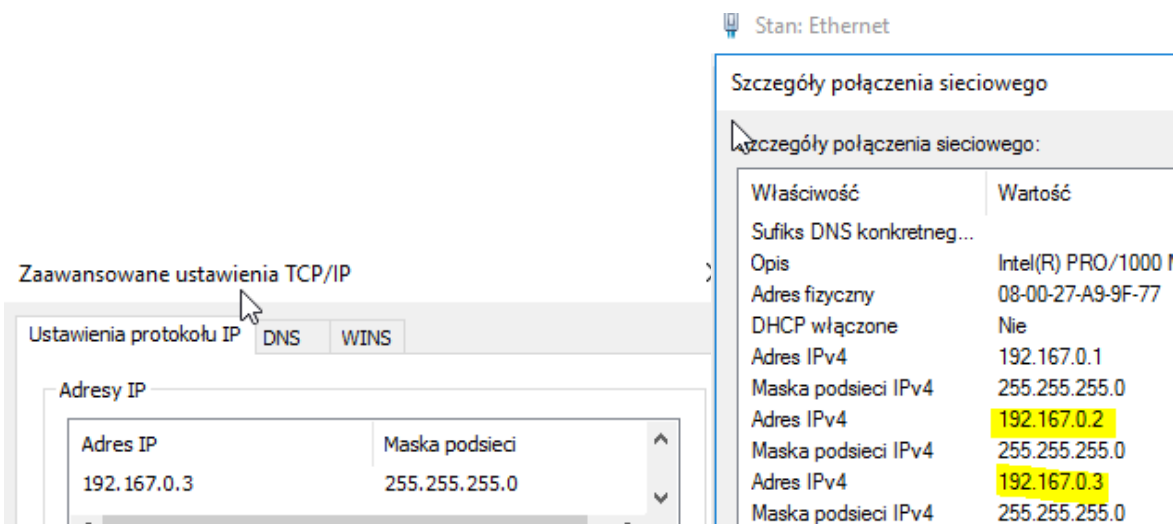 Stan: Ethernet
Szczegóły połączenia sieciowego
zczegóły połączenia sieciowego:
Właściwość Wartość
Sufiks DNS konkretneg...
Opis Intel(R) PRO/1000 M
Adres fizyczny 08-00-27-A9-9F-77
DHCP włączone Nie
Adres IPv4 192.167.0.1
Maska podsieci IPv4 255.255.255.0
Adres IPv4 192.167.0.2
Maska podsieci IPv4 255.255.255.0
Adres IPv4 192.167.0.3
Maska podsieci IPv4 255.255.255.0
Zaawansowane ustawienia TCP/IP
Ustawienia protokołu IP DNS WINS
Adresy IP
Adres IP Maska podsieci
192.167.0.3 255.255.255.0